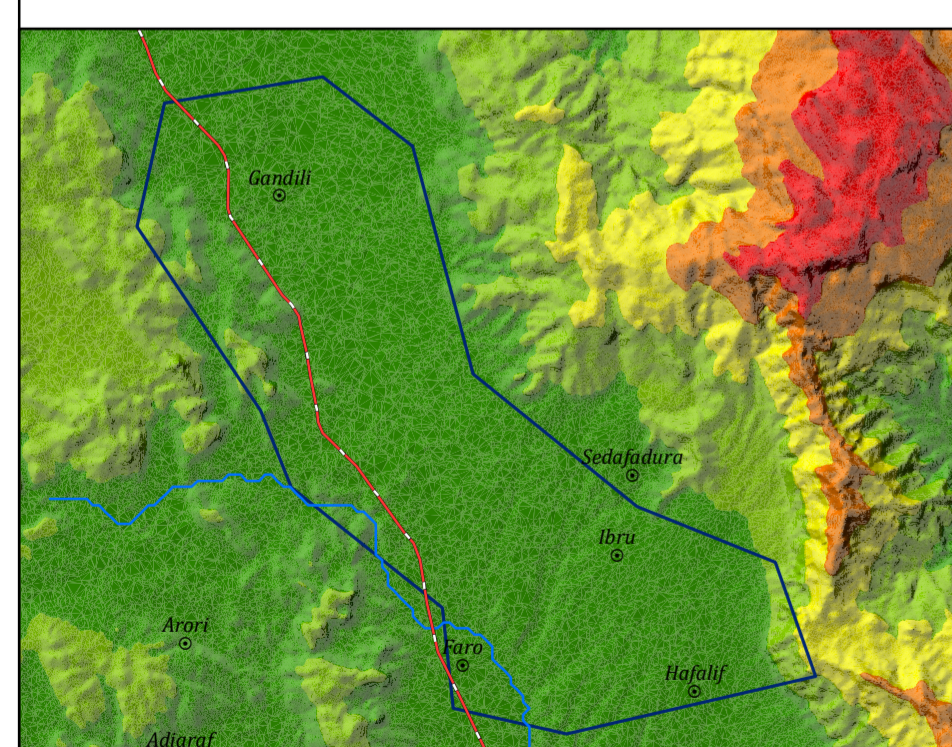 Gandili
Sedafadura
Ibru
Arori
Faro
Hafalif
Adigraf